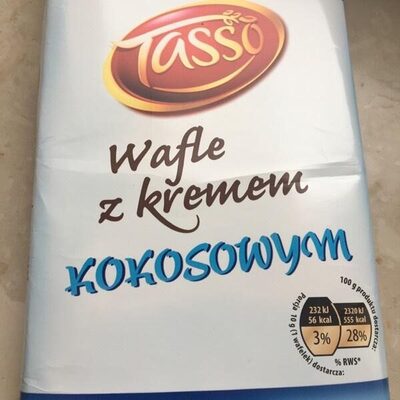 Tasso
Wafle
z kremem
KOKOSOWYM
100 g produktu dostarcza:
232 kJ
56 kcal
2320 kJ
555 kcal
3%
28%
% RWS*
Porcja 10 g (1 wafelek) dostarcza: